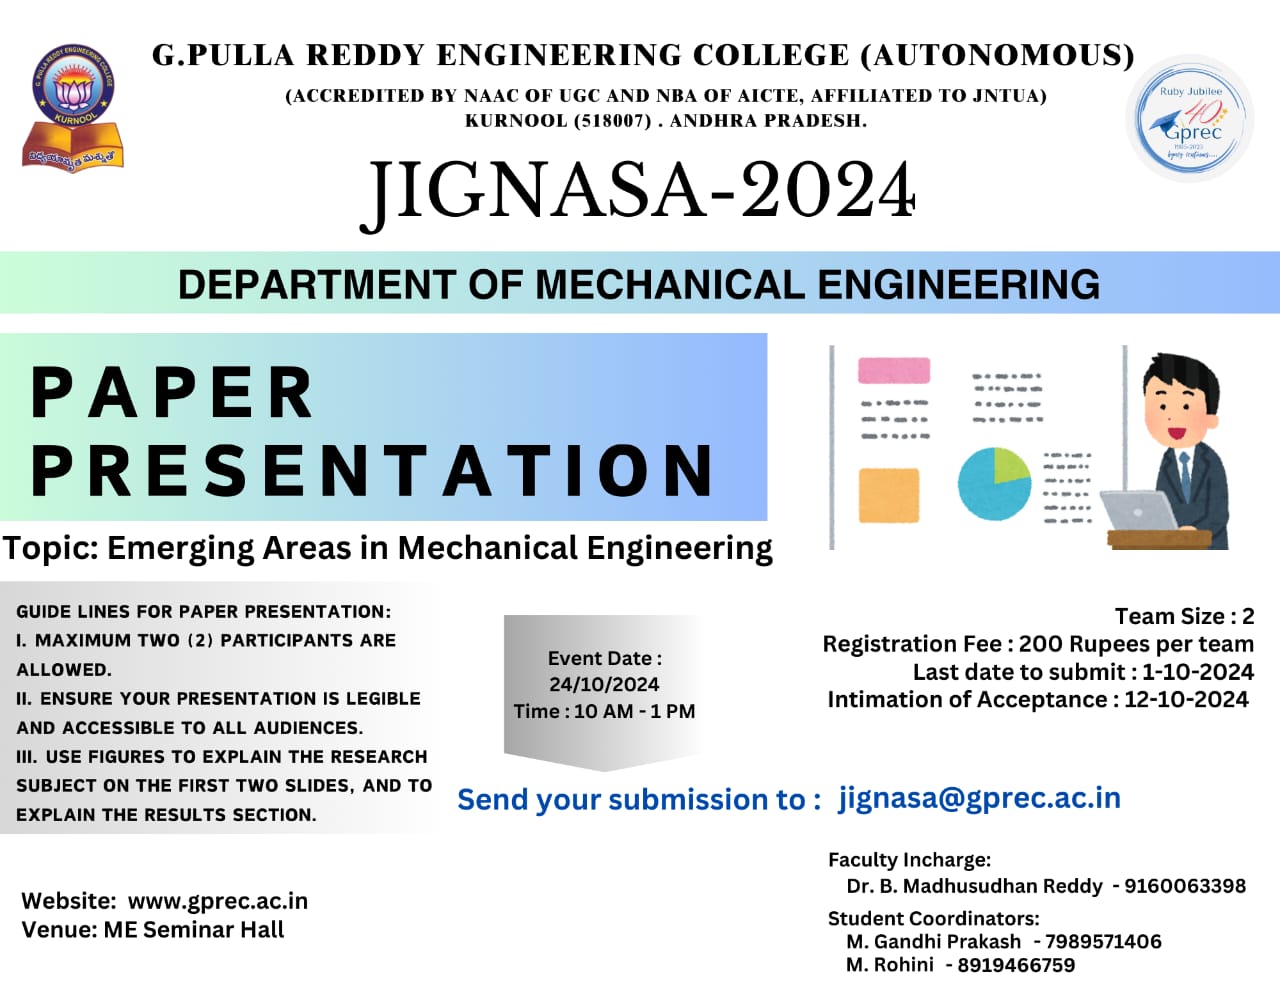 G.PULLA REDDY ENGINEERING COLLEGE (AUTONOMOUS)
(ACCREDITED BY NAAC OF UGC AND NBA OF AICTE, AFFILIATED TO JNTUA)
KURNOOL (518007) . ANDHRA PRADESH.
G. PULLA REDDY ENGINEERING COLLEGE
KURNOOL
Ruby Jubilee
40
Gprec
JIGNASA-2024
DEPARTMENT OF MECHANICAL ENGINEERING
PAPER
PRESENTATION
Topic: Emerging Areas in Mechanical Engineering
GUIDE LINES FOR PAPER PRESENTATION:
I. MAXIMUM TWO (2) PARTICIPANTS ARE
ALLOWED.
II. ENSURE YOUR PRESENTATION IS LEGIBLE
AND ACCESSIBLE TO ALL AUDIENCES.
III. USE FIGURES TO EXPLAIN THE RESEARCH
SUBJECT ON THE FIRST TWO SLIDES, AND TO
EXPLAIN THE RESULTS SECTION.
Event Date :
24/10/2024
Time : 10 AM - 1 PM
Team Size : 2
Registration Fee : 200 Rupees per team
Last date to submit : 1-10-2024
Intimation of Acceptance : 12-10-2024
Send your submission to : jignasa@gprec.ac.in
Website: www.gprec.ac.in
Venue: ME Seminar Hall
Faculty Incharge:
Dr. B. Madhusudhan Reddy - 9160063398
Student Coordinators:
M. Gandhi Prakash - 7989571406
M. Rohini - 8919466759